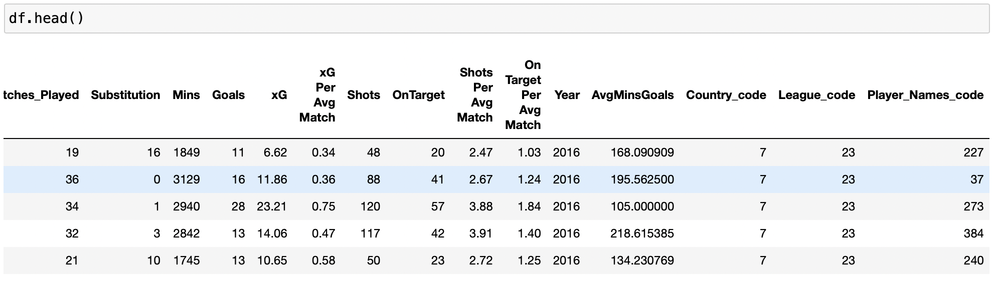 df.head()
tches_Played Substitution Mins Goals xG xG Per Avg Match Shots OnTarget Shots Per Avg Match On Target Per Avg Match Year AvgMinsGoals Country_code League_code Player_Names_code
19 16 1849 11 6.62 0.34 48 20 2.47 1.03 2016 168.090909 7 23 227
36 0 3129 16 11.86 0.36 88 41 2.67 1.24 2016 195.562500 7 23 37
34 1 2940 28 23.21 0.75 120 57 3.88 1.84 2016 105.000000 7 23 273
32 3 2842 13 14.06 0.47 117 42 3.91 1.40 2016 218.615385 7 23 384
21 10 1745 13 10.65 0.58 50 23 2.72 1.25 2016 134.230769 7 23 240